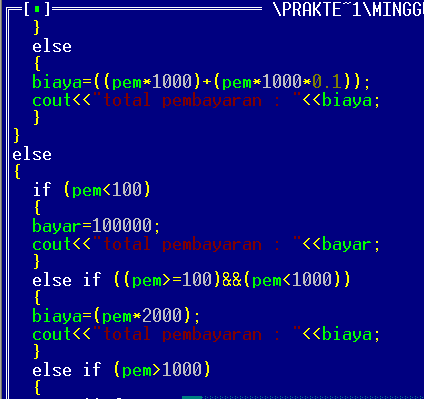 [▪] \PRAKTE~1\MINGGU
}
else
{
biaya=((pem*1000)+(pem*1000*0.1));
cout<<"total pembayaran : "<<biaya;
}
}
else
{
if (pem<100)
{
bayar=100000;
cout<<"total pembayaran : "<<bayar;
}
else if ((pem>=100)&&(pem<1000))
{
biaya=(pem*2000);
cout<<"total pembayaran : "<<biaya;
}
else if (pem>1000)
{